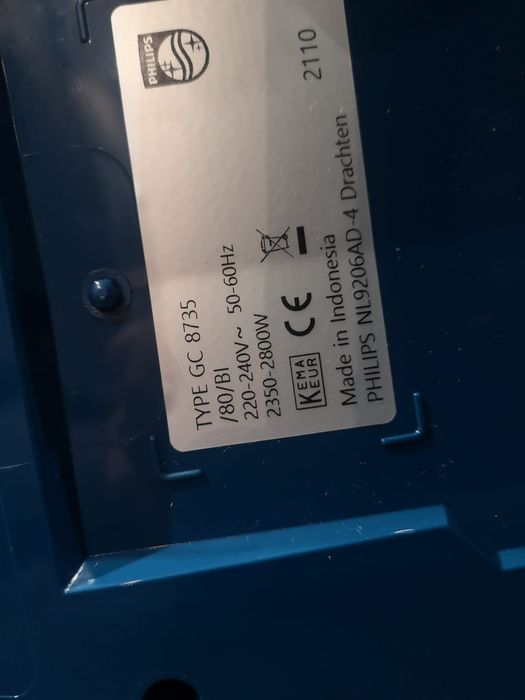 PHILIPS
TYPE GC 8735
/80/BI
220-240V~ 50-60Hz
2350-2800W
KEMA
KEUR
CE
Made in Indonesia
PHILIPS NL9206AD-4 Drachten
2110